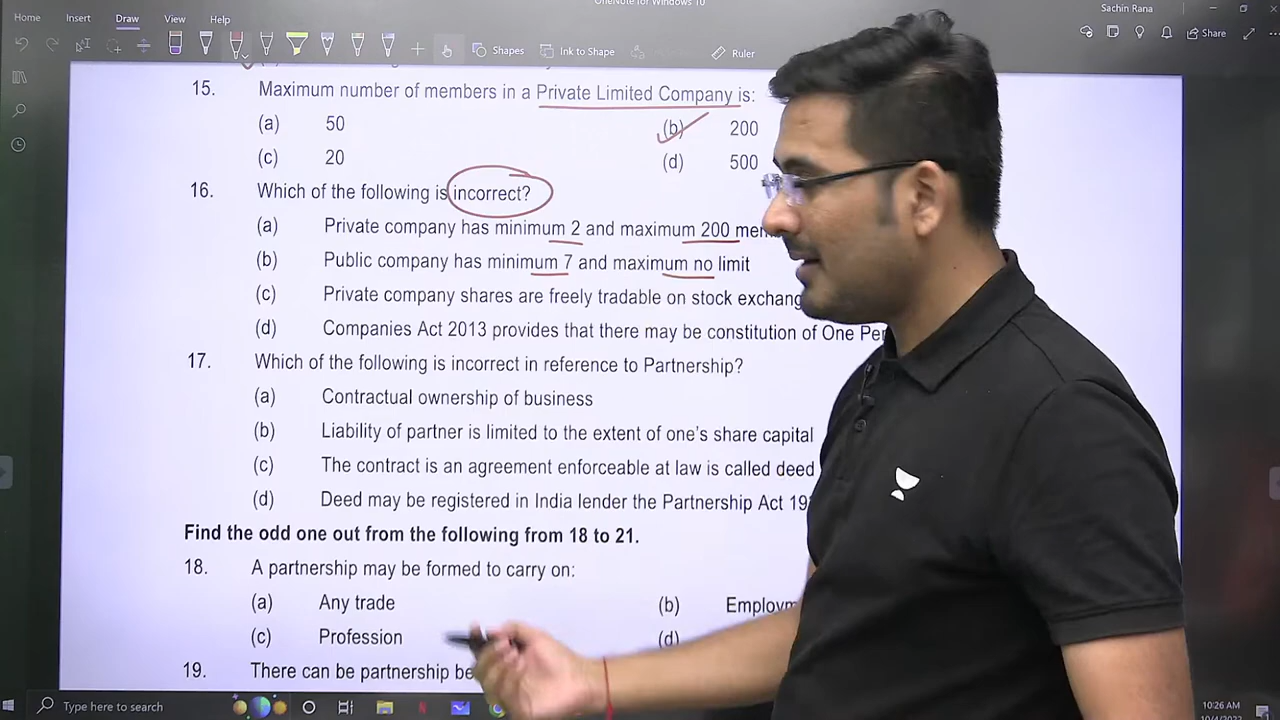 OneNote for Windows 10
Sachin Rana
Home Insert Draw View Help
Shapes Ink to Shape Ruler Share
15. Maximum number of members in a Private Limited Company is:
(a) 50 (b) 200
(c) 20 (d) 500
16. Which of the following is incorrect?
(a) Private company has minimum 2 and maximum 200
(b) Public company has minimum 7 and maximum no limit
(c) Private company shares are freely tradable on stock
(d) Companies Act 2013 provides that there may be constitution of One
17. Which of the following is incorrect in reference to Partnership?
(a) Contractual ownership of business
(b) Liability of partner is limited to the extent of one's share capital
(c) The contract is an agreement enforceable at law is called deed
(d) Deed may be registered in India lender the Partnership Act
Find the odd one out from the following from 18 to 21.
18. A partnership may be formed to carry on:
(a) Any trade (b)
(c) Profession (d)
19. There can be partnership
Type here to search
10:26 AM